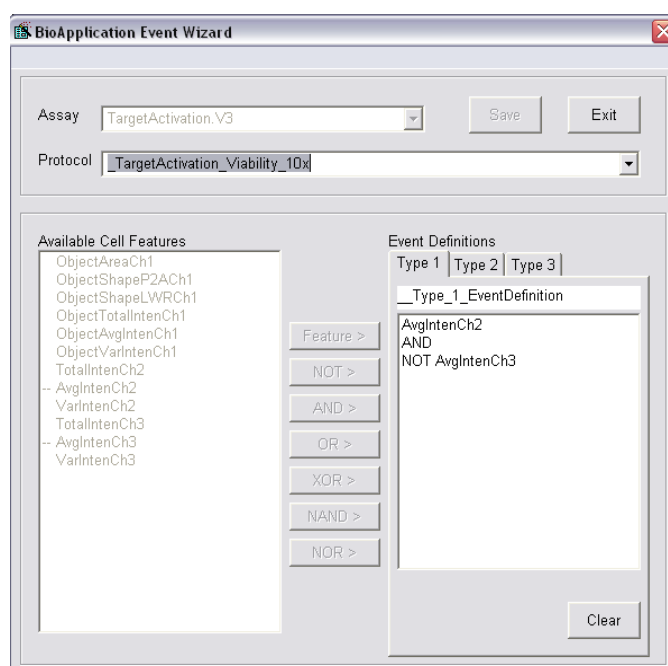 BioApplication Event Wizard
Assay
TargetActivation.V3
Save
Exit
Protocol
_TargetActivation_Viability_10x
Available Cell Features
ObjectAreaCh1
ObjectShapeP2ACh1
ObjectShapeLWRCh1
ObjectTotalIntenCh1
ObjectAvgIntenCh1
ObjectVarIntenCh1
TotalIntenCh2
-- AvgIntenCh2
VarIntenCh2
TotalIntenCh3
-- AvgIntenCh3
VarIntenCh3
Feature >
NOT >
AND >
OR >
XOR >
NAND >
NOR >
Event Definitions
Type 1
Type 2
Type 3
__Type_1_EventDefinition
AvgIntenCh2
AND
NOT AvgIntenCh3
Clear